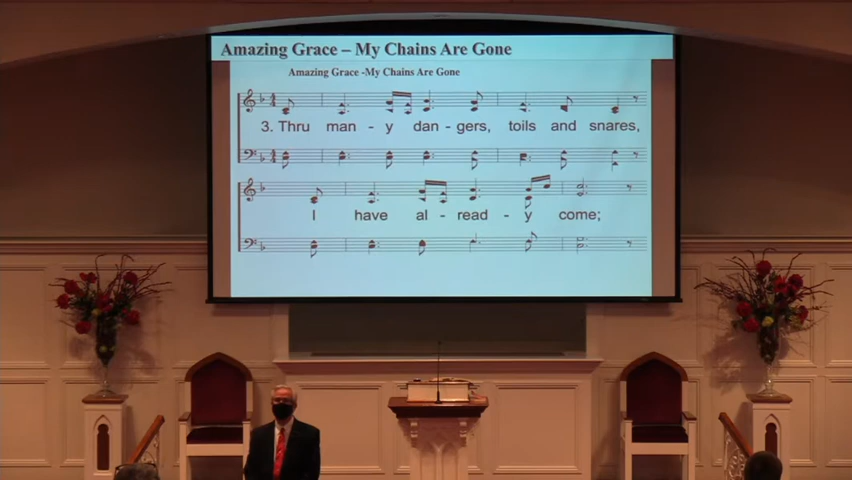 Amazing Grace – My Chains Are Gone
Amazing Grace -My Chains Are Gone
3. Thru man - y dan - gers, toils and snares,
I have al - read - y come;